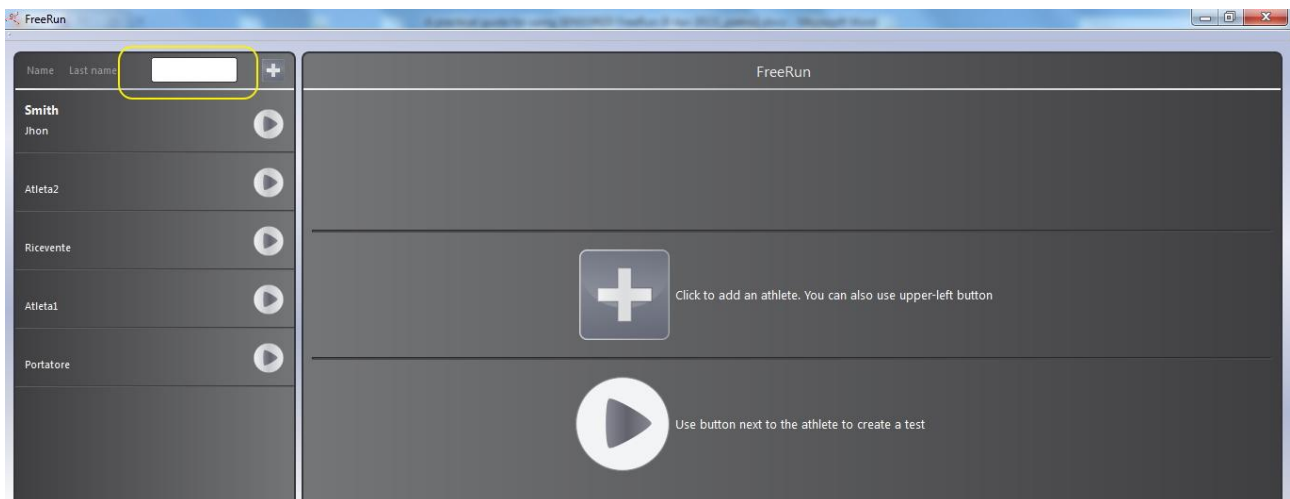 FreeRun
Name Last name
FreeRun
Smith
Jhon
Atleta2
Ricevente
Atleta1
Portatore
Click to add an athlete. You can also use upper-left button
Use button next to the athlete to create a test